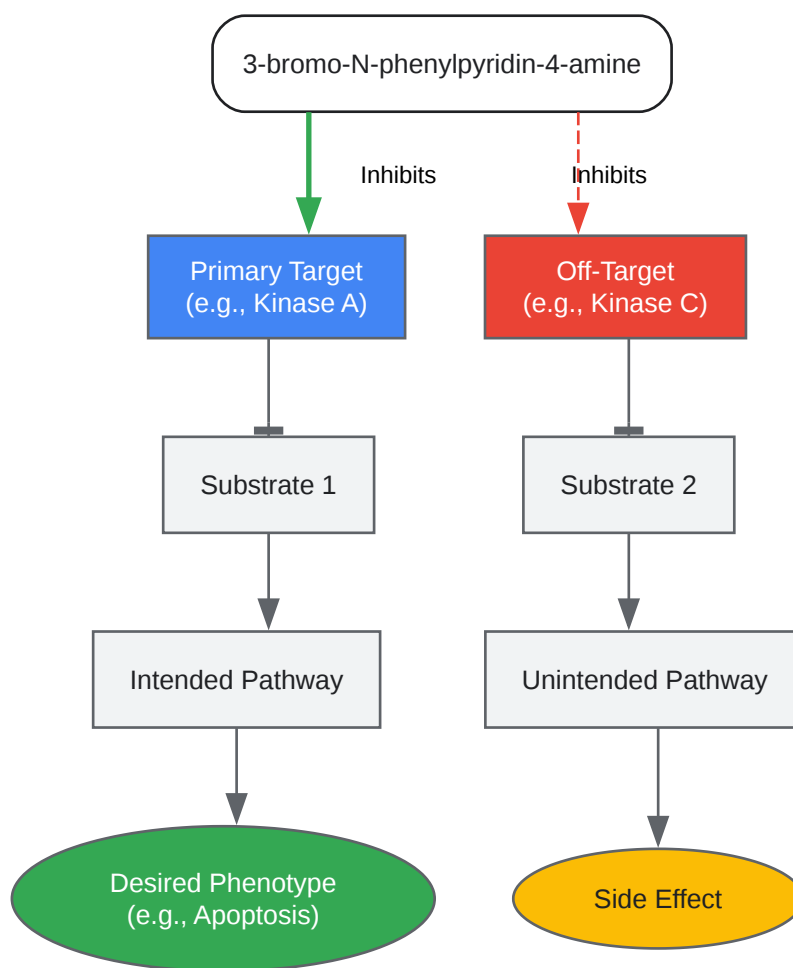 3-bromo-N-phenylpyridin-4-amine
Inhibits
Inhibits
Primary Target
(e.g., Kinase A)
Off-Target
(e.g., Kinase C)
Substrate 1
Substrate 2
Intended Pathway
Unintended Pathway
Desired Phenotype
(e.g., Apoptosis)
Side Effect